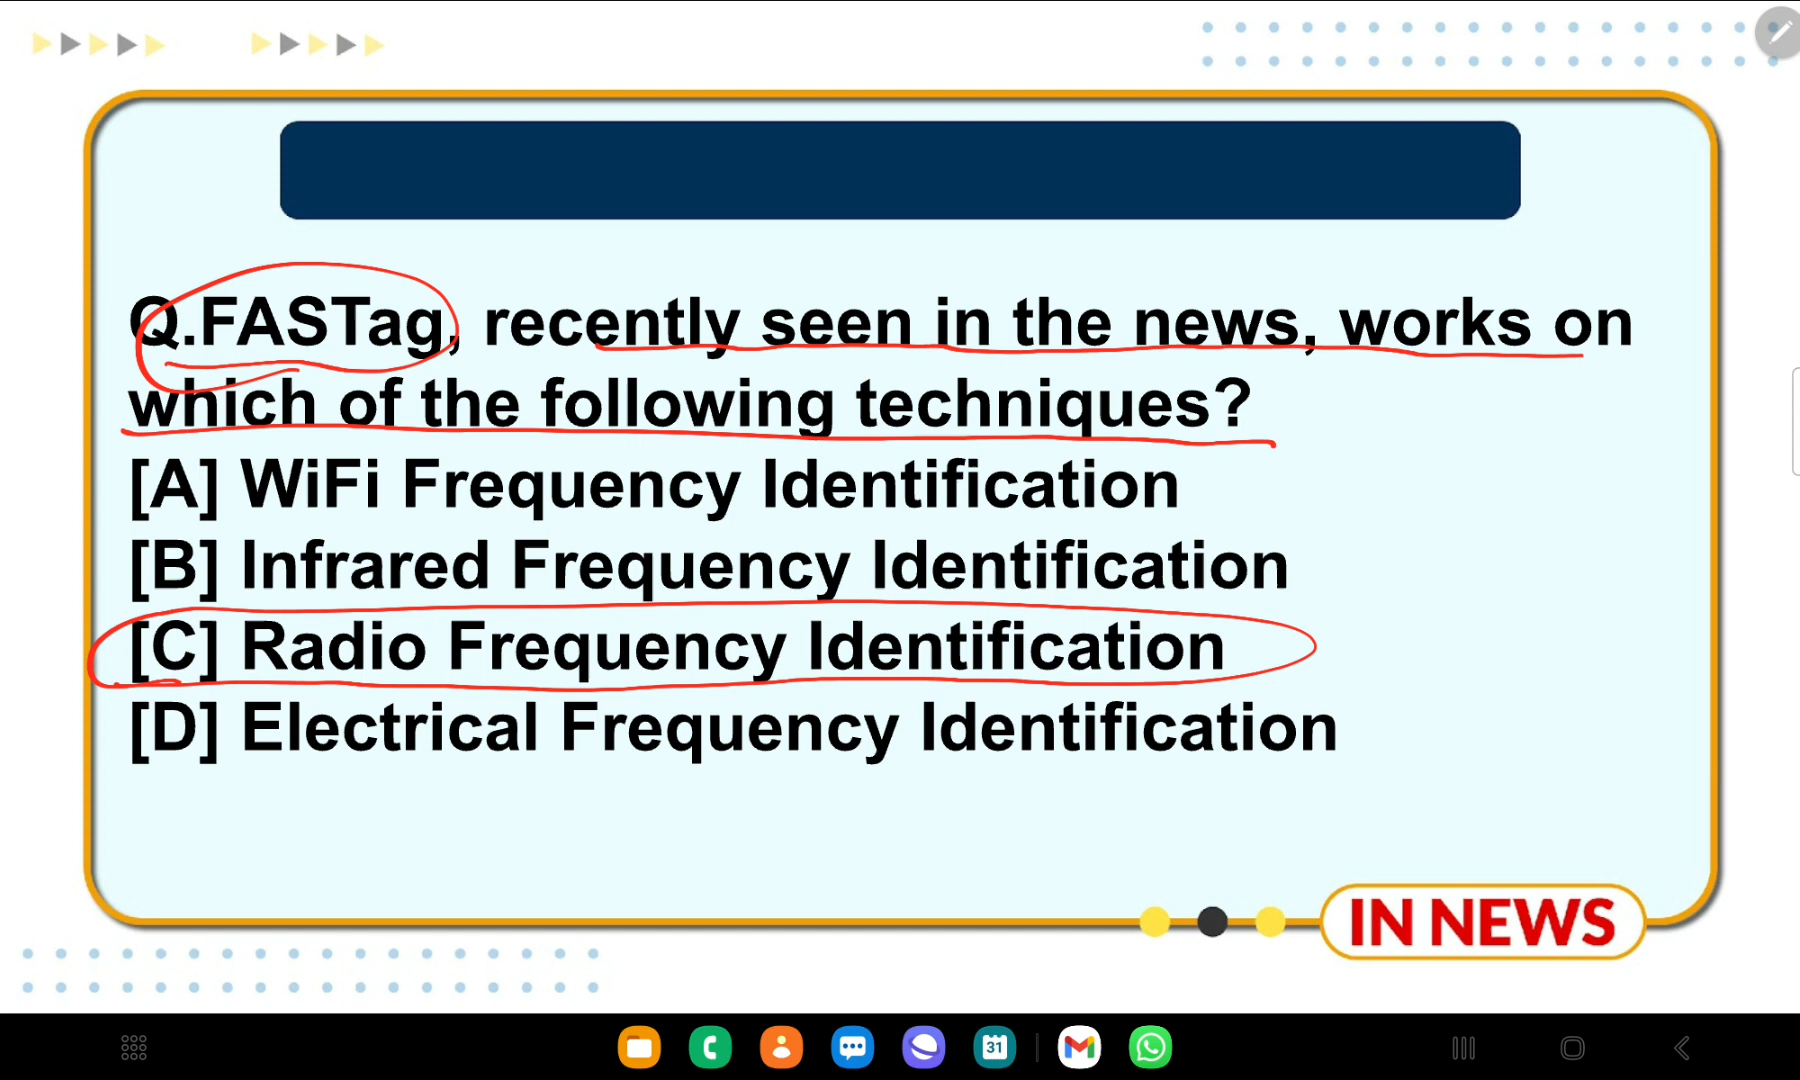 Q.FASTag, recently seen in the news, works on
which of the following techniques?
[A] WiFi Frequency Identification
[B] Infrared Frequency Identification
[C] Radio Frequency Identification
[D] Electrical Frequency Identification
IN NEWS
31